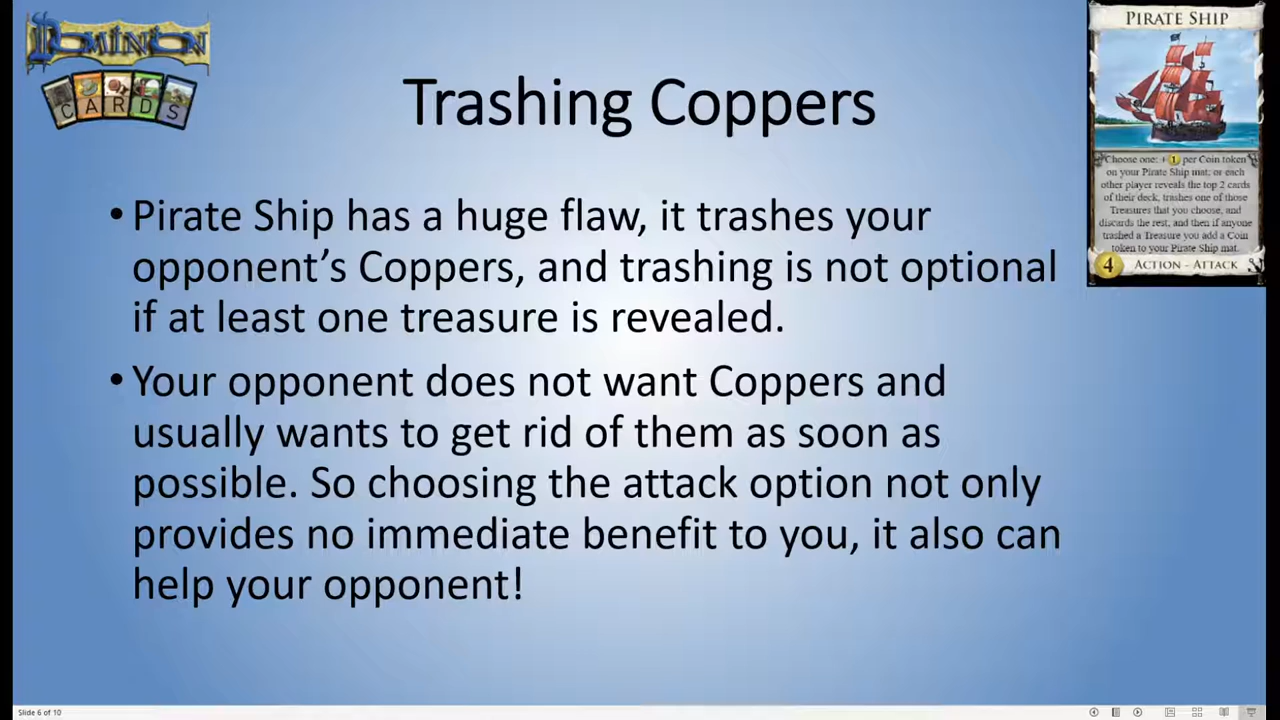 DOMINION
CARDS
PIRATE SHIP
Trashing Coppers
Choose one: + 1 per Coin token
on your Pirate Ship mat; or each
other player reveals the top 2 cards
of their deck, trashes one of those
Treasures that you choose, and
discards the rest, and then if anyone
trashed a Treasure you add a Coin
token to your Pirate Ship mat.
4 ACTION - ATTACK
• Pirate Ship has a huge flaw, it trashes your
opponent’s Coppers, and trashing is not optional
if at least one treasure is revealed.
• Your opponent does not want Coppers and
usually wants to get rid of them as soon as
possible. So choosing the attack option not only
provides no immediate benefit to you, it also can
help your opponent!
Slide 6 of 10